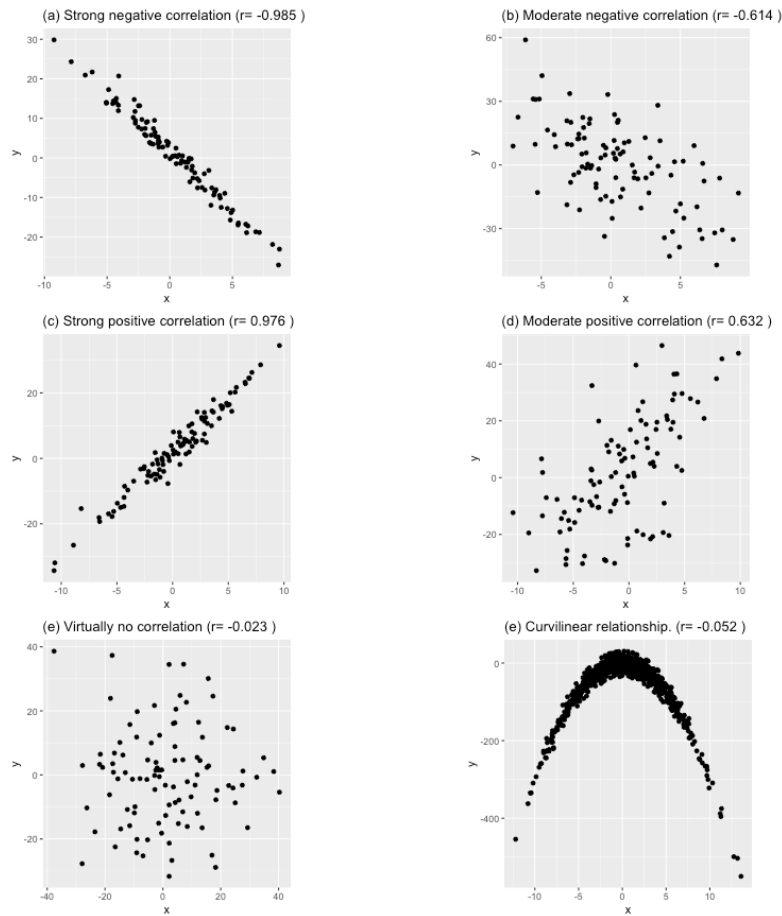 (a) Strong negative correlation (r= -0.985)
30
20
10
0
-10
-20
y
-10
-5
0
5
x
(b) Moderate negative correlation (r= -0.614
60
30
0
-30
y
-5
0
5
x
(c) Strong positive correlation (r= 0.976 )
20
0
-20
y
-10
-5
0
5
10
x
(d) Moderate positive correlation (r= 0.632 )
40
20
0
-20
y
-10
-5
0
5
10
x
(e) Virtually no correlation (r= -0.023 )
40
20
0
-20
y
-40
-20
0
20
40
x
(e) Curvilinear relationship. (r= -0.052 )
0
-200
-400
y
-10
-5
0
5
10
x